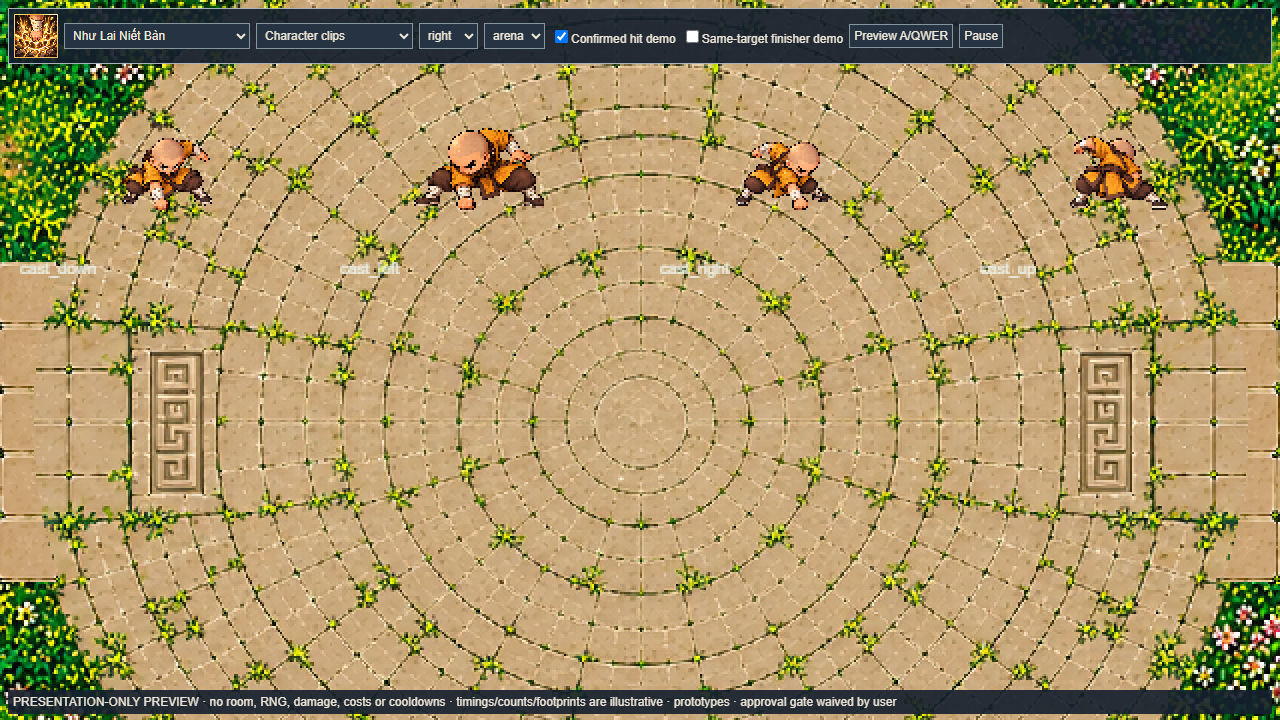 Như Lai Niết Bàn
Character clips
right
arena
Confirmed hit demo
Same-target finisher demo
Preview A/QWER
Pause
cast_down
cast_left
cast_right
cast_up
PRESENTATION-ONLY PREVIEW · no room, RNG, damage, costs or cooldowns · timings/counts/footprints are illustrative · prototypes · approval gate waived by user